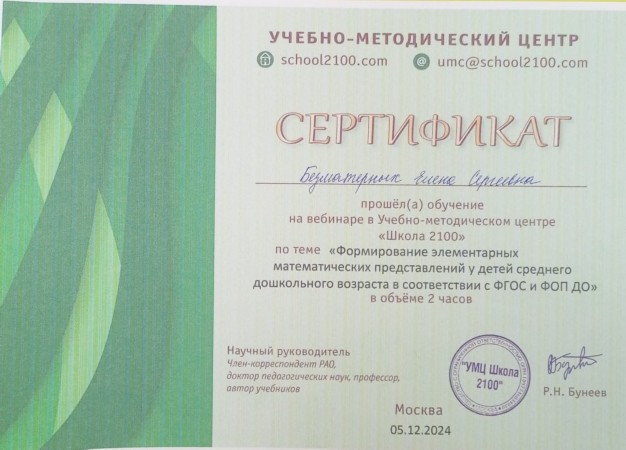 УЧЕБНО-МЕТОДИЧЕСКИЙ ЦЕНТР
school2100.com @ umc@school2100.com
СЕРТИФИКАТ
Безматерных Елена Сергеевна
прошёл(а) обучение
на вебинаре в Учебно-методическом центре
«Школа 2100»
по теме «Формирование элементарных
математических представлений у детей среднего
дошкольного возраста в соответствии с ФГОС и ФОП ДО»
в объёме 2 часов
Научный руководитель
Член-корреспондент РАО,
доктор педагогических наук, профессор,
автор учебников
"УМЦ Школа
2100"
Р.Н. Бунеев
Москва
05.12.2024